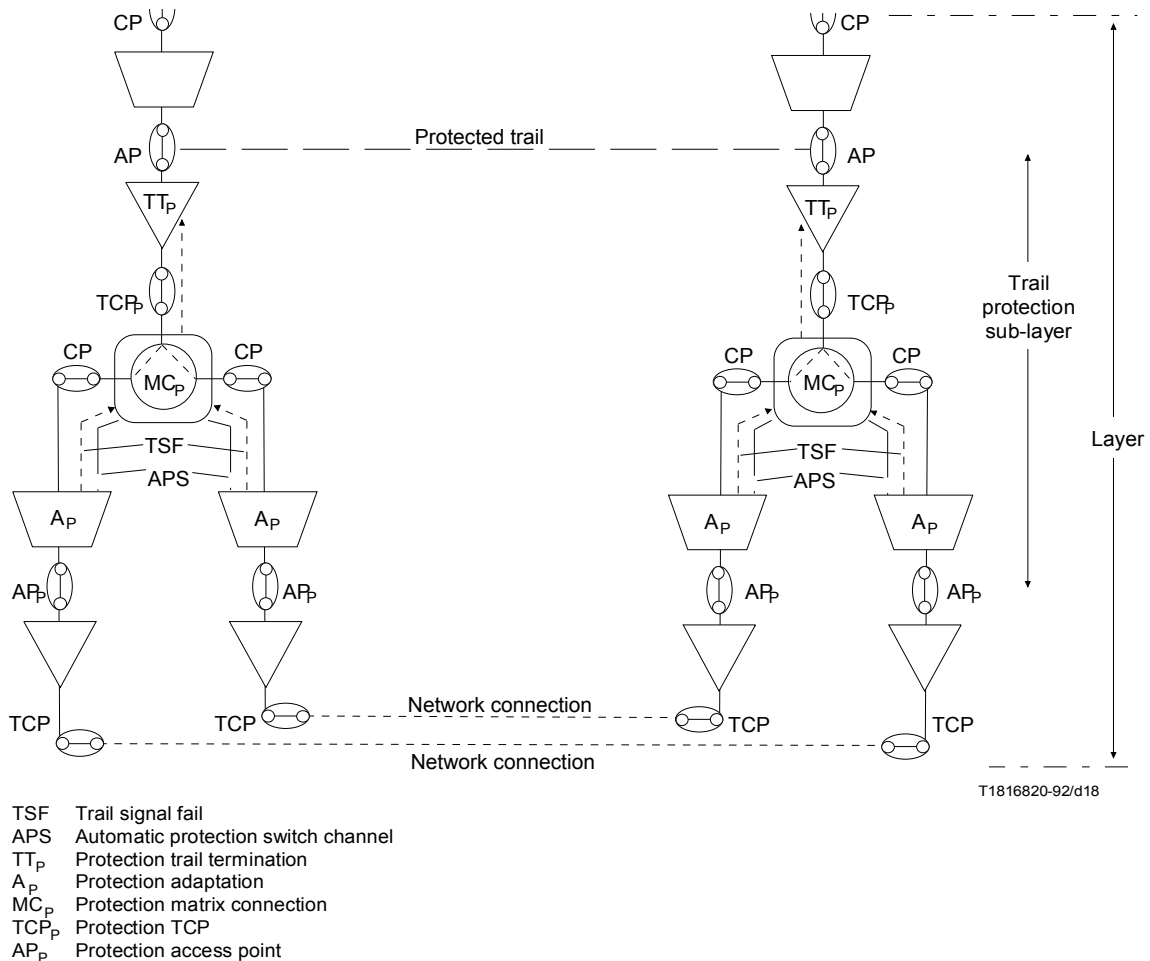 CP CP
Protected trail
AP AP
TTP TTP
TCPP TCPP
Trail
protection
sub-layer
CP CP CP CP
MCP MCP
Layer
TSF TSF
APS APS
AP AP AP AP
APP APP APP APP
Network connection
TCP TCP TCP TCP
Network connection
T1816820-92/d18
TSF Trail signal fail
APS Automatic protection switch channel
TTP Protection trail termination
AP Protection adaptation
MCP Protection matrix connection
TCPP Protection TCP
APP Protection access point